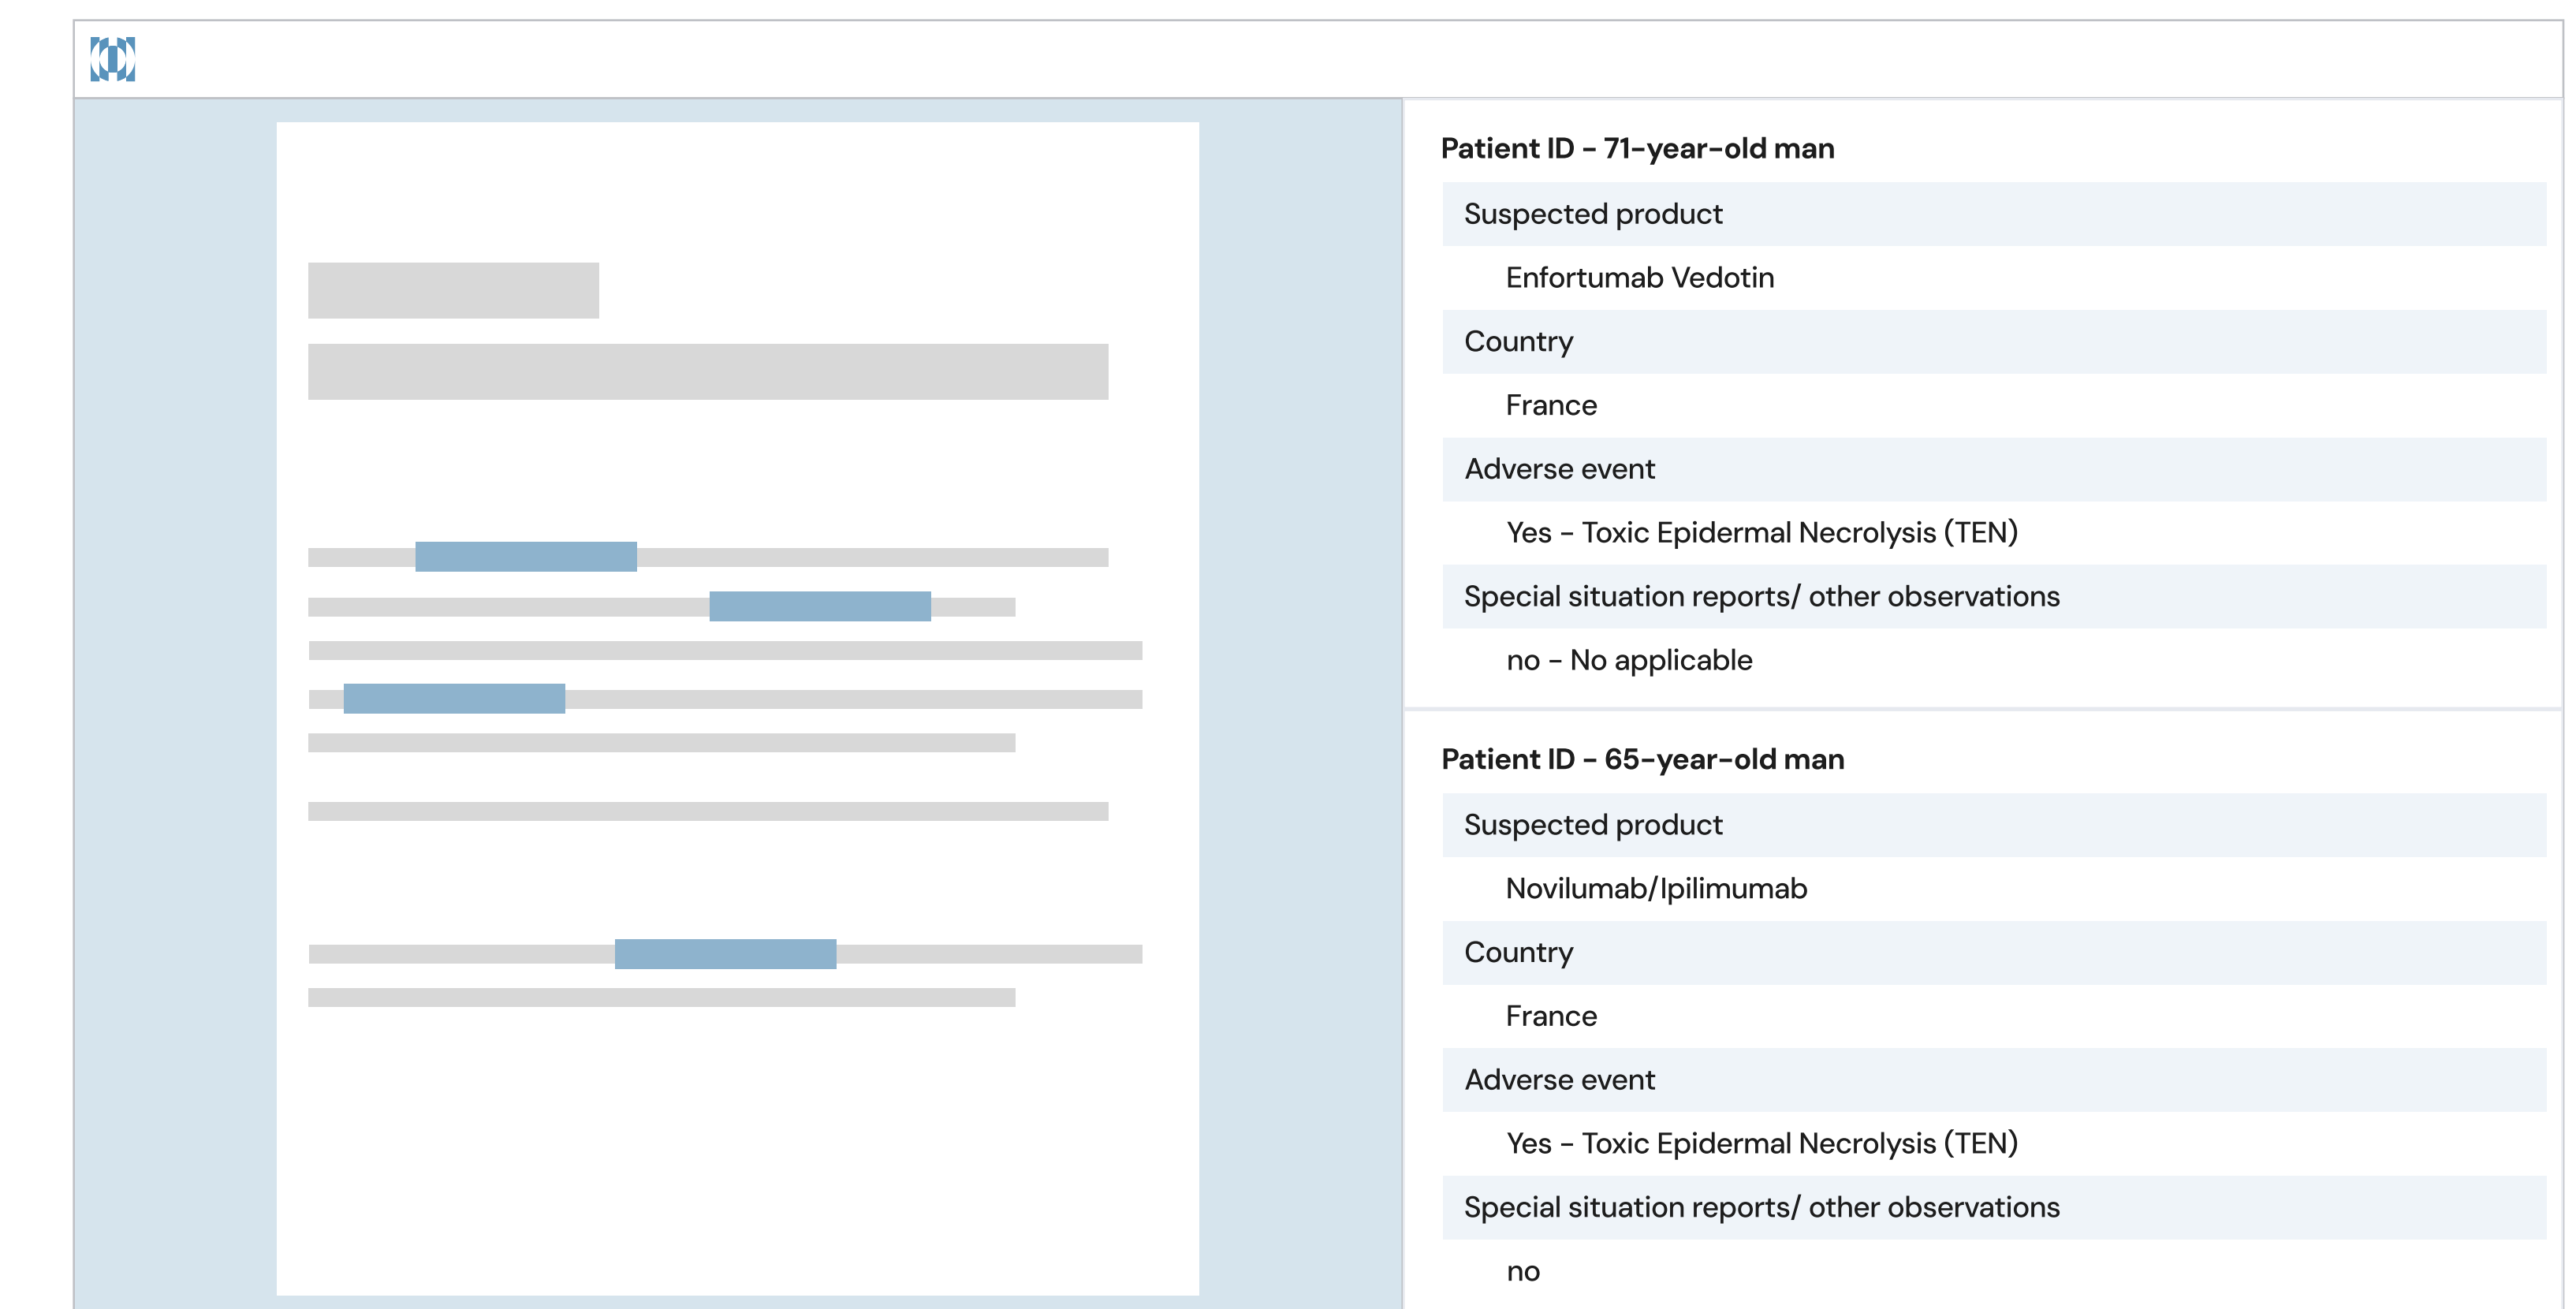 Patient ID - 71-year-old man
Suspected product
Enfortumab Vedotin
Country
France
Adverse event
Yes - Toxic Epidermal Necrolysis (TEN)
Special situation reports/ other observations
no - No applicable
Patient ID - 65-year-old man
Suspected product
Novilumab/Ipilimumab
Country
France
Adverse event
Yes - Toxic Epidermal Necrolysis (TEN)
Special situation reports/ other observations
no